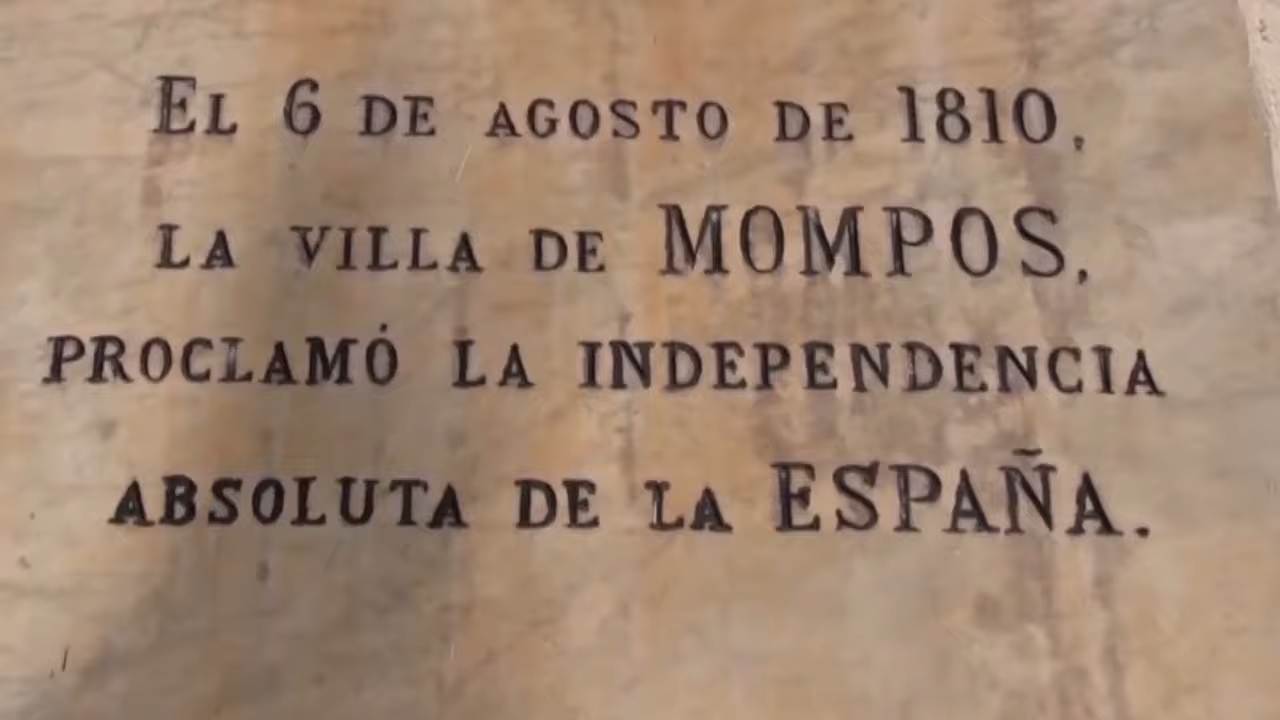 El 6 DE AGOSTO DE 1810,
LA VILLA DE MOMPOS,
PROCLAMÓ LA INDEPENDENCIA
ABSOLUTA DE LA ESPAÑA.